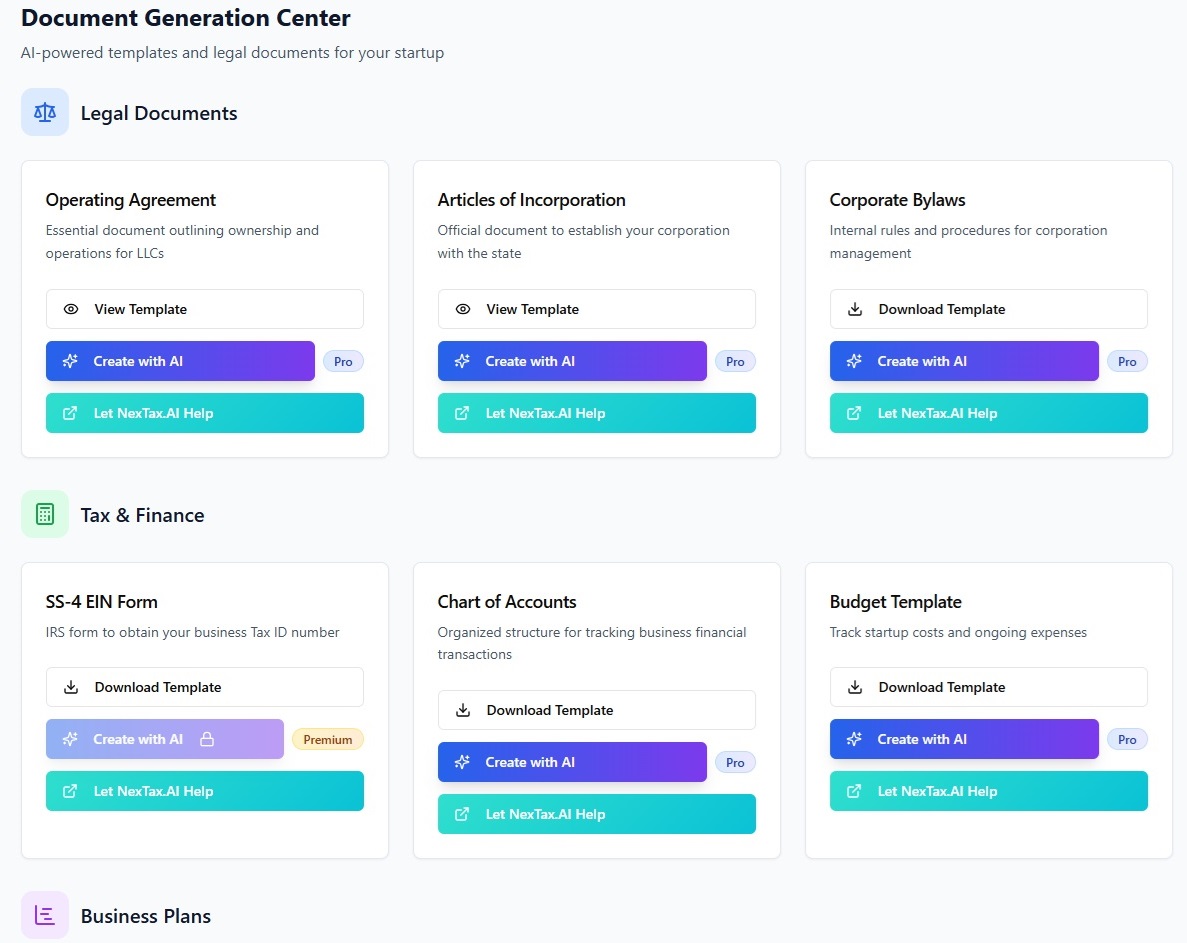 Document Generation Center
AI-powered templates and legal documents for your startup
Legal Documents
Operating Agreement
Essential document outlining ownership and
operations for LLCs
View Template
Create with AI
Pro
Let NexTax.AI Help
Articles of Incorporation
Official document to establish your corporation
with the state
View Template
Create with AI
Pro
Let NexTax.AI Help
Corporate Bylaws
Internal rules and procedures for corporation
management
Download Template
Create with AI
Pro
Let NexTax.AI Help
Tax & Finance
SS-4 EIN Form
IRS form to obtain your business Tax ID number
Download Template
Create with AI
Premium
Let NexTax.AI Help
Chart of Accounts
Organized structure for tracking business financial
transactions
Download Template
Create with AI
Pro
Let NexTax.AI Help
Budget Template
Track startup costs and ongoing expenses
Download Template
Create with AI
Pro
Let NexTax.AI Help
Business Plans